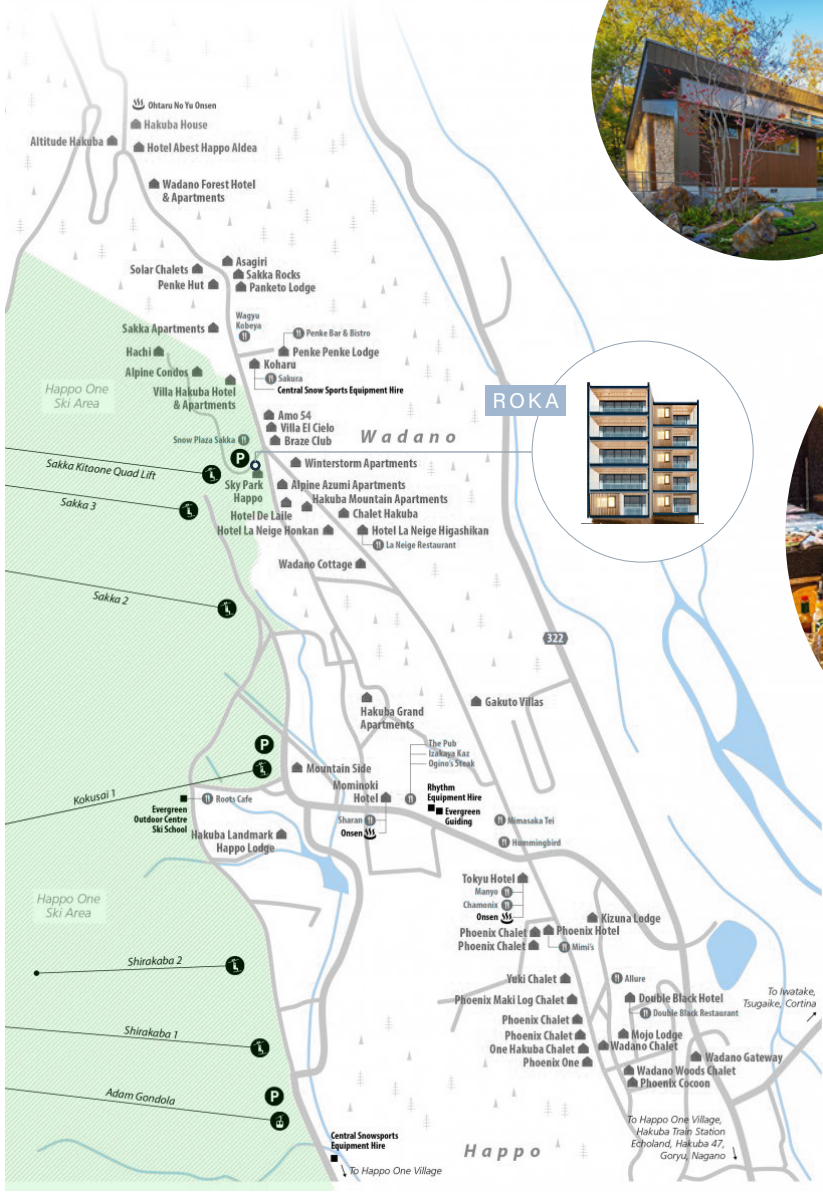 Ohtaru No Yu Onsen
Hakuba House
Altitude Hakuba
Hotel Abest Happo Aldea
Wadano Forest Hotel
& Apartments
Asagiri
Solar Chalets
Sakka Rocks
Penke Hut
Panketo Lodge
Wagyu
Kobeya
Sakka Apartments
Penke Bar & Bistro
Hachi
Penke Penke Lodge
Koharu
Alpine Condos
Sakura
Central Snow Sports Equipment Hire
Happo One
Ski Area
Villa Hakuba Hotel
& Apartments
ROKA
Amo 54
Villa El Cielo
Wadano
Snow Plaza Sakka
Braze Club
P
Sakka Kitaone Quad Lift
Winterstorm Apartments
Sky Park
Happo
Alpine Azumi Apartments
Sakka 3
Hakuba Mountain Apartments
Hotel De Laile
Chalet Hakuba
Hotel La Neige Honkan
Hotel La Neige Higashikan
La Neige Restaurant
Wadano Cottage
Sakka 2
322
Gakuto Villas
Hakuba Grand
Apartments
P
The Pub
Izakaya Kaz
Ogino's Steak
Mountain Side
Kokusai 1
Mominoki
Hotel
Rhythm
Equipment Hire
Roots Cafe
Evergreen
Outdoor Centre
Ski School
Evergreen
Guiding
Sharan
Onsen
Mimasaka Tei
Hakuba Landmark
Happo Lodge
Hummingbird
Tokyu Hotel
Manyo
Chamonix
Onsen
Happo One
Ski Area
Kizuna Lodge
Phoenix Chalet
Phoenix Hotel
Phoenix Chalet
Mimi's
Shirakaba 2
Yuki Chalet
Allure
To Iwatake,
Tsugaike, Cortina
Phoenix Maki Log Chalet
Double Black Hotel
Double Black Restaurant
Phoenix Chalet
Shirakaba 1
Phoenix Chalet
Mojo Lodge
One Hakuba Chalet
Wadano Chalet
Phoenix One
Wadano Gateway
Wadano Woods Chalet
Phoenix Cocoon
Adam Gondola
P
To Happo One Village,
Hakuba Train Station
Echoland, Hakuba 47,
Goryu, Nagano
Central Snowsports
Equipment Hire
Happo
To Happo One Village